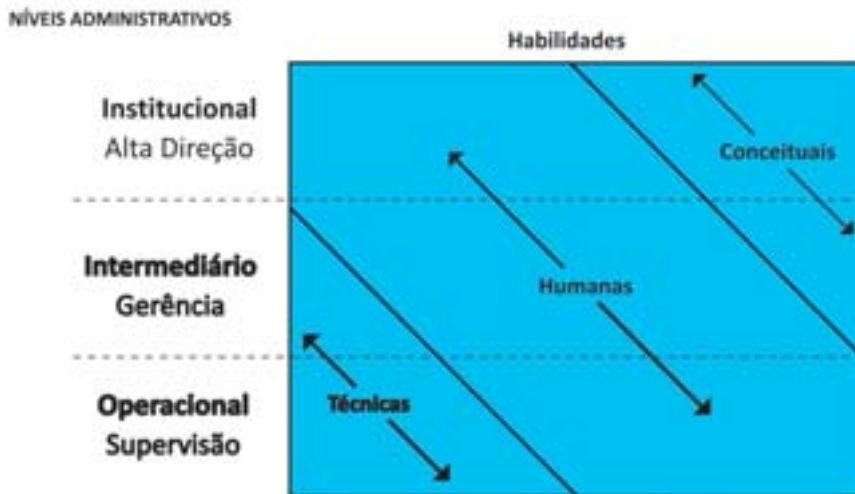 NÍVEIS ADMINISTRATIVOS
Habilidades
Institucional
Alta Direção
Conceituais
Intermediário
Gerência
Humanas
Operacional
Supervisão
Técnicas